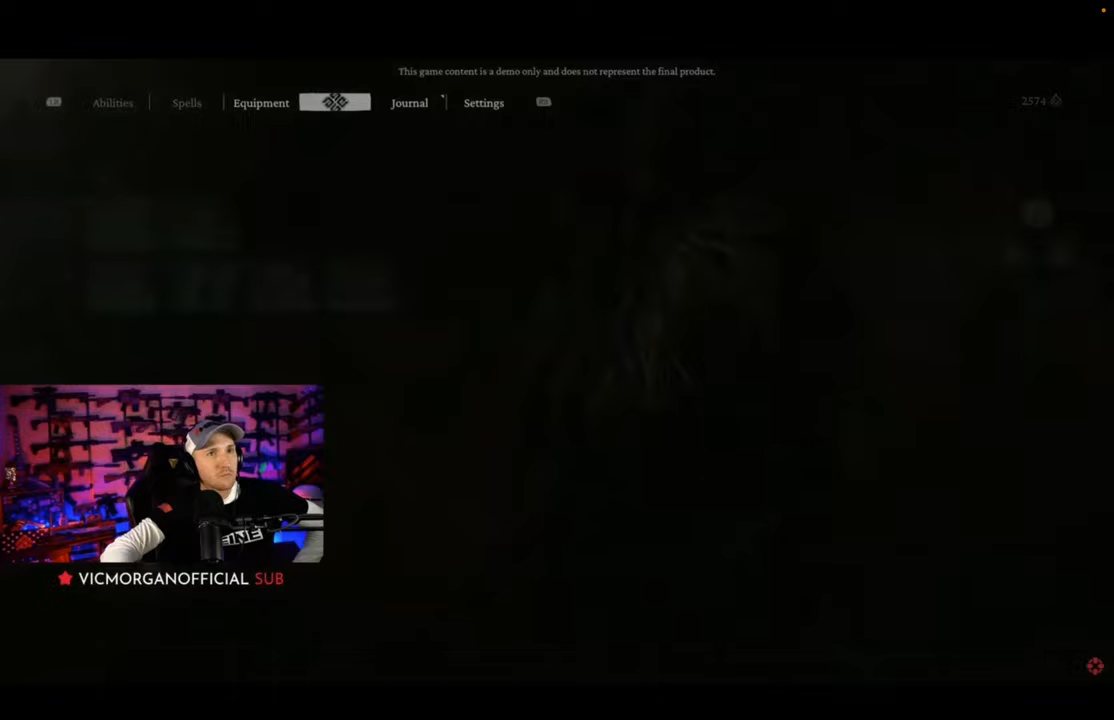 This game content is a demo only and does not represent the final product.
Abilities Spells Equipment Journal Settings 2574
VICMORGANOFFICIAL SUB